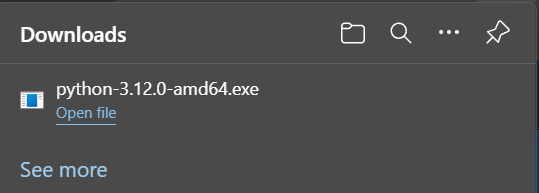 Downloads
python-3.12.0-amd64.exe
Open file
See more